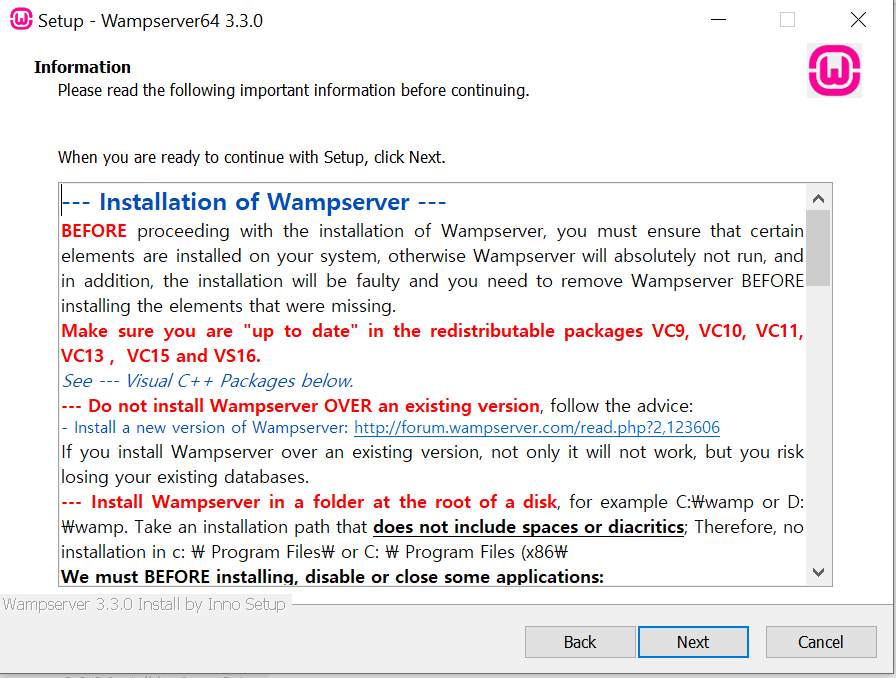 Setup - Wampserver64 3.3.0
Information
Please read the following important information before continuing.
When you are ready to continue with Setup, click Next.
--- Installation of Wampserver ---
BEFORE proceeding with the installation of Wampserver, you must ensure that certain
elements are installed on your system, otherwise Wampserver will absolutely not run, and
in addition, the installation will be faulty and you need to remove Wampserver BEFORE
installing the elements that were missing.
Make sure you are "up to date" in the redistributable packages VC9, VC10, VC11,
VC13 , VC15 and VS16.
See --- Visual C++ Packages below.
--- Do not install Wampserver OVER an existing version, follow the advice:
- Install a new version of Wampserver: http://forum.wampserver.com/read.php?2,123606
If you install Wampserver over an existing version, not only it will not work, but you risk
losing your existing databases.
--- Install Wampserver in a folder at the root of a disk, for example C:₩wamp or D:
₩wamp. Take an installation path that does not include spaces or diacritics; Therefore, no
installation in c: ₩ Program Files₩ or C: ₩ Program Files (x86₩
We must BEFORE installing, disable or close some applications:
Wampserver 3.3.0 Install by Inno Setup
Back
Next
Cancel